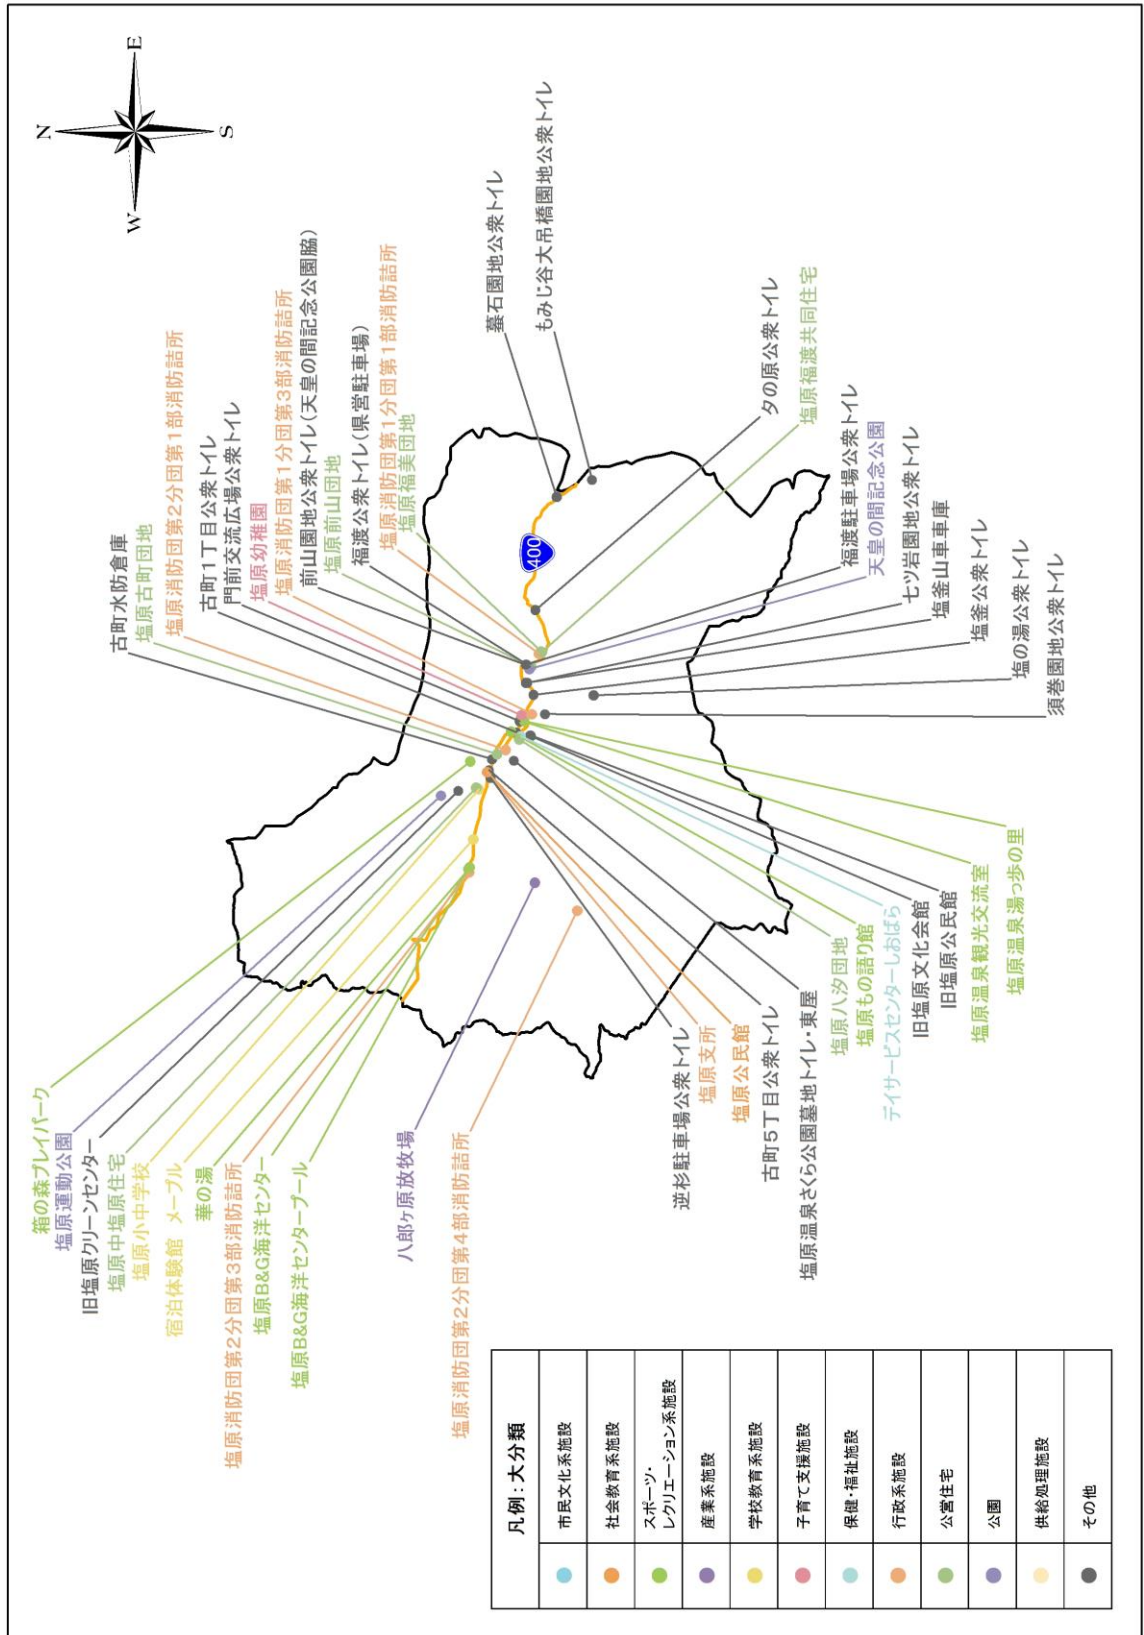 N
E
S
W
古町水防倉庫
塩原古町団地
塩原消防団第2分団第1部消防詰所
古町1丁目公衆トイレ
門前交流広場公衆トイレ
塩原幼稚園
塩原消防団第1分団第3部消防詰所
前山園地公衆トイレ(天皇の間記念公園脇)
塩原前山団地
福渡公衆トイレ(県営駐車場)
塩原消防団第1分団第1部消防詰所
塩原福美団地
墓石園地公衆トイレ
もみじ谷大吊橋園地公衆トイレ
400
箱の森プレイパーク
塩原運動公園
旧塩原クリーンセンター
塩原中塩原住宅
塩原小中学校
宿泊体験館 メープル
華の湯
塩原消防団第2分団第3部消防詰所
塩原B&G海洋センター
塩原B&G海洋センタープール
八郎ヶ原放牧場
塩原消防団第2分団第4部消防詰所
逆杉駐車場公衆トイレ
塩原支所
塩原公民館
古町5丁目公衆トイレ
塩原温泉さくら公園墓地トイレ・東屋
塩原八汐団地
塩原もの語り館
デイサービスセンターしおばら
旧塩原文化会館
旧塩原公民館
塩原温泉観光交流室
塩原温泉湯っ歩の里
夕の原公衆トイレ
塩原福渡共同住宅
福渡駐車場公衆トイレ
天皇の間記念公園
七ツ岩園地公衆トイレ
塩釜山車車庫
塩釜公衆トイレ
塩の湯公衆トイレ
須巻園地公衆トイレ
凡例:大分類
市民文化系施設
社会教育系施設
スポーツ・
レクリエーション系施設
産業系施設
学校教育系施設
子育て支援施設
保健・福祉施設
行政系施設
公営住宅
公園
供給処理施設
その他